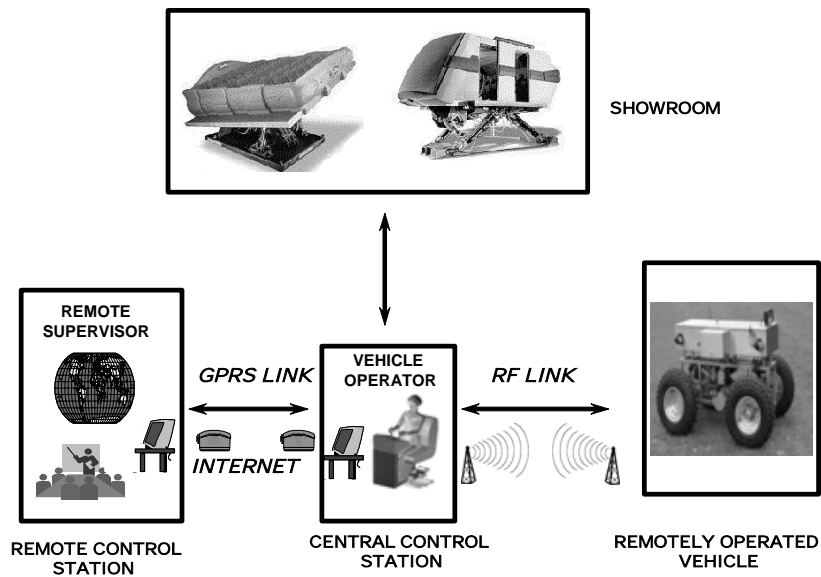 SHOWROOM
REMOTE
SUPERVISOR
GPRS LINK
INTERNET
VEHICLE
OPERATOR
RF LINK
REMOTE CONTROL
STATION
CENTRAL CONTROL
STATION
REMOTELY OPERATED
VEHICLE